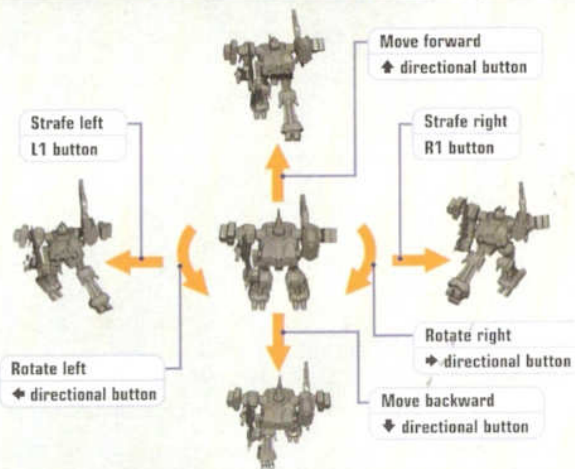 Move forward
↑ directional button
Strafe left
L1 button
Strafe right
R1 button
Rotate left
← directional button
Rotate right
→ directional button
Move backward
↓ directional button